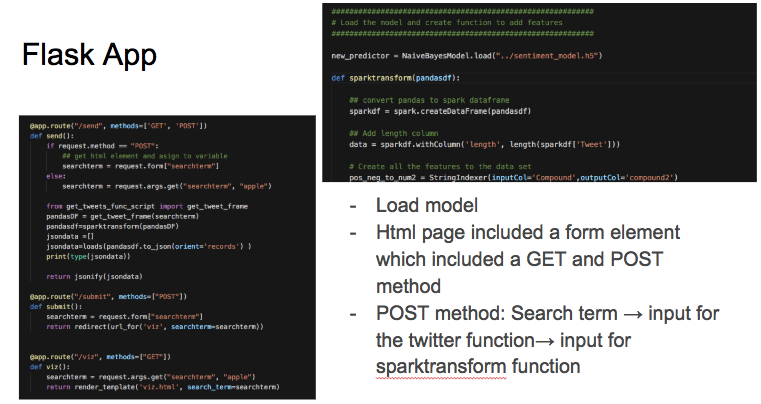 Flask App
@app.route("/send", methods=['GET', 'POST'])
def send():
    if request.method == "POST":
        ## get html element and asign to variable
        searchterm = request.form["searchterm"]
    else:
        searchterm = request.args.get("searchterm", "apple")

    from get_tweets_func_script import get_tweet_frame
    pandasDF = get_tweet_frame(searchterm)
    pandasdf=sparktransform(pandasDF)
    jsondata =[]
    jsondata=loads(pandasdf.to_json(orient='records') )
    print(type(jsondata))

    return jsonify(jsondata)

@app.route("/submit", methods=["POST"])
def submit():
    searchterm = request.form["searchterm"]
    return redirect(url_for('viz', searchterm=searchterm))

@app.route("/viz", methods=["GET"])
def viz():
    searchterm = request.args.get("searchterm", "apple")
    return render_template('viz.html', search_term=searchterm)
############################################################
# Load the model and create function to add features
############################################################

new_predictor = NaiveBayesModel.load("../sentiment_model.h5")

def sparktransform(pandasdf):

    ## convert pandas to spark dataframe
    sparkdf = spark.createDataFrame(pandasdf)

    ## Add length column
    data = sparkdf.withColumn('length', length(sparkdf['Tweet']))

    # Create all the features to the data set
    pos_neg_to_num2 = StringIndexer(inputCol='Compound',outputCol='compound2')
- Load model
- Html page included a form element
which included a GET and POST
method
- POST method: Search term → input for
the twitter function→ input for
sparktransform function